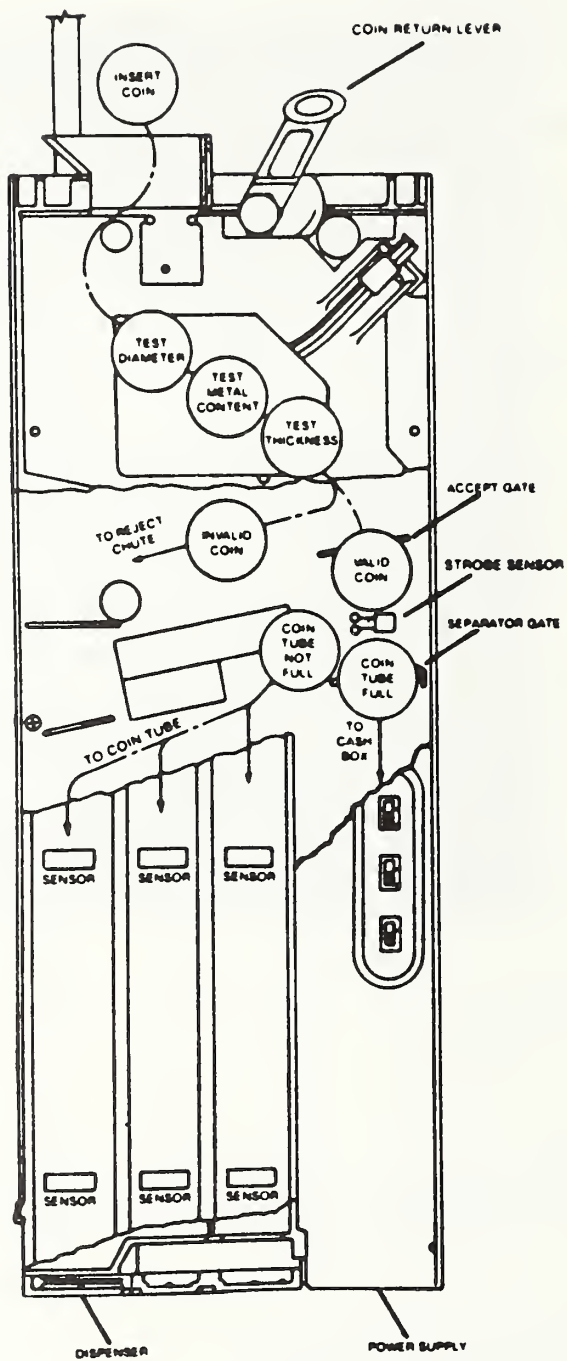 COIN RETURN LEVER
INSERT
COIN
TEST
DIAMETER
TEST
METAL
CONTENT
TEST
THICKNESS
ACCEPT GATE
TO REJECT
CHUTE
INVALID
COIN
VALID
COIN
STROBE SENSOR
SEPARATOR GATE
COIN
TUBE
NOT
FULL
COIN
TUBE
FULL
TO COIN TUBE
TO
CASH
BOX
SENSOR
SENSOR
SENSOR
SENSOR
SENSOR
SENSOR
DISPENSER
POWER SUPPLY